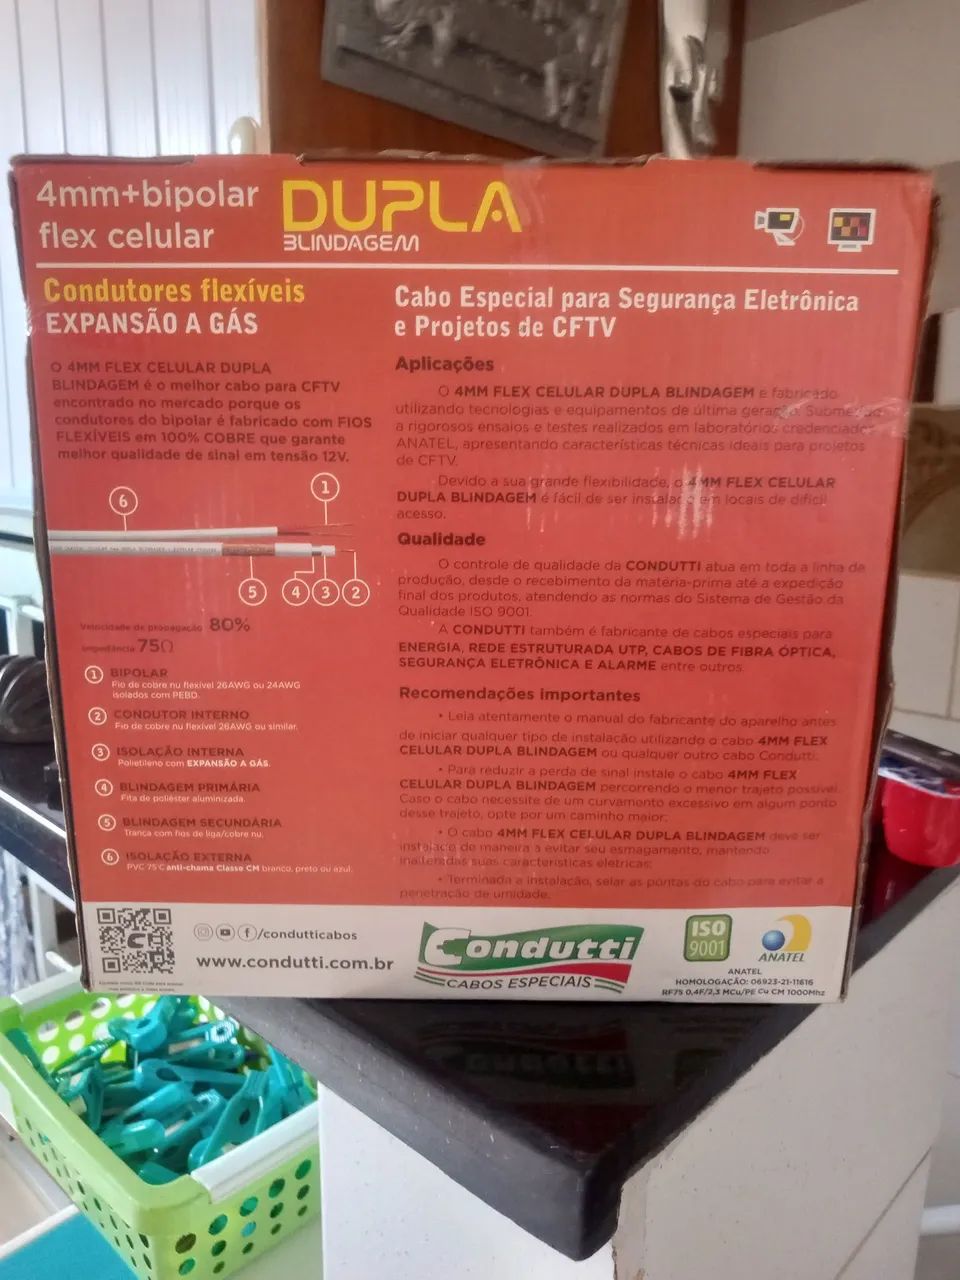 4mm+bipolar
flex celular
DUPLA
BLINDAGEM
Condutores flexíveis
EXPANSÃO A GÁS
O 4MM FLEX CELULAR DUPLA
BLINDAGEM é o melhor cabo para CFTV
encontrado no mercado porque os
condutores do bipolar é fabricado com FIOS
FLEXÍVEIS em 100% COBRE que garante
melhor qualidade de sinal em tensão 12V.
6
1
5 4 3 2
Velocidade de propagação 80%
Impedância 75Ω
1 BIPOLAR
Fio de cobre nu flexível 26AWG ou 24AWG
isolados com PEBD.
2 CONDUTOR INTERNO
Fio de cobre nu flexível 26AWG ou similar.
3 ISOLAÇÃO INTERNA
Polietileno com EXPANSÃO A GÁS.
4 BLINDAGEM PRIMÁRIA
Fita de poliéster aluminizada.
5 BLINDAGEM SECUNDÁRIA
Trança com fios de liga/cobre nu.
6 ISOLAÇÃO EXTERNA
PVC 75°C anti-chama Classe CM branco, preto ou azul.
Cabo Especial para Segurança Eletrônica
e Projetos de CFTV
Aplicações
O 4MM FLEX CELULAR DUPLA BLINDAGEM é fabricado
utilizando tecnologias e equipamentos de última geração. Submetido
a rigorosos ensaios e testes realizados em laboratórios credenciados
ANATEL, apresentando características técnicas ideais para projetos
de CFTV.
Devido a sua grande flexibilidade, o 4MM FLEX CELULAR
DUPLA BLINDAGEM é fácil de ser instalado em locais de difícil
acesso.
Qualidade
O controle de qualidade da CONDUTTI atua em toda a linha de
produção, desde o recebimento da matéria-prima até a expedição
final dos produtos, atendendo as normas do Sistema de Gestão da
Qualidade ISO 9001.
A CONDUTTI também é fabricante de cabos especiais para
ENERGIA, REDE ESTRUTURADA UTP, CABOS DE FIBRA ÓPTICA,
SEGURANÇA ELETRÔNICA E ALARME entre outros.
Recomendações importantes
• Leia atentamente o manual do fabricante do aparelho antes
de iniciar qualquer tipo de instalação utilizando o cabo 4MM FLEX
CELULAR DUPLA BLINDAGEM ou qualquer outro cabo Condutti.
• Para reduzir a perda de sinal instale o cabo 4MM FLEX
CELULAR DUPLA BLINDAGEM percorrendo o menor trajeto possível.
Caso o cabo necessite de um curvamento excessivo em algum ponto
desse trajeto, opte por um caminho maior;
• O cabo 4MM FLEX CELULAR DUPLA BLINDAGEM deve ser
instalado de maneira a evitar seu esmagamento, mantendo
inalteradas suas características elétricas;
• Terminada a instalação, selar as pontas do cabo para evitar a
penetração de umidade.
/conduttticabos
www.condutti.com.br
Condutti
CABOS ESPECIAIS
ISO
9001
ANATEL
ANATEL
HOMOLOGAÇÃO: 06923-21-11616
RF75 0,4F/2,3 MCu/PE Cu CM 1000Mhz